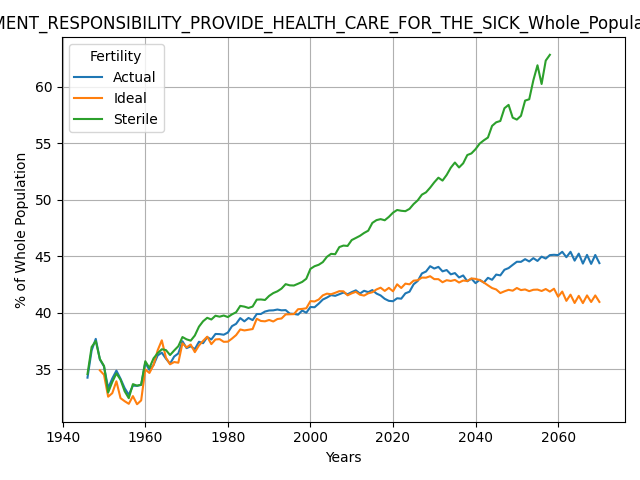 MENT_RESPONSIBILITY_PROVIDE_HEALTH_CARE_FOR_THE_SICK_Whole_Popula
Fertility
Actual
Ideal
Sterile
% of Whole Population
60
55
50
45
40
35
1940 1960 1980 2000 2020 2040 2060
Years